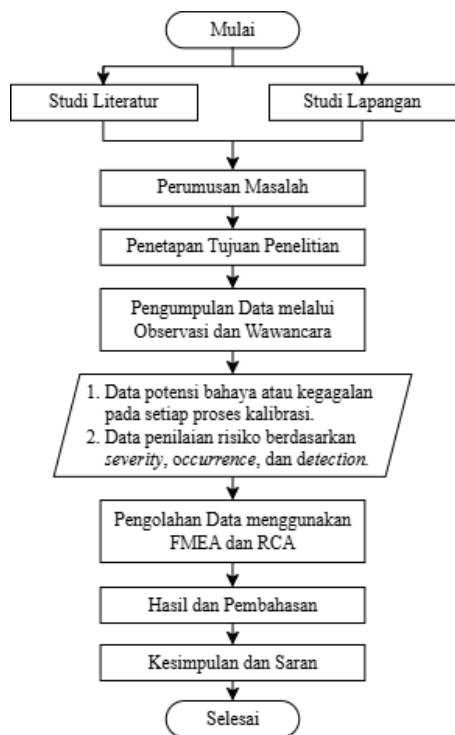 Mulai
Studi Literatur
Studi Lapangan
Perumusan Masalah
Penetapan Tujuan Penelitian
Pengumpulan Data melalui
Observasi dan Wawancara
1. Data potensi bahaya atau kegagalan
pada setiap proses kalibrasi.
2. Data penilaian risiko berdasarkan
severity, occurrence, dan detection.
Pengolahan Data menggunakan
FMEA dan RCA
Hasil dan Pembahasan
Kesimpulan dan Saran
Selesai